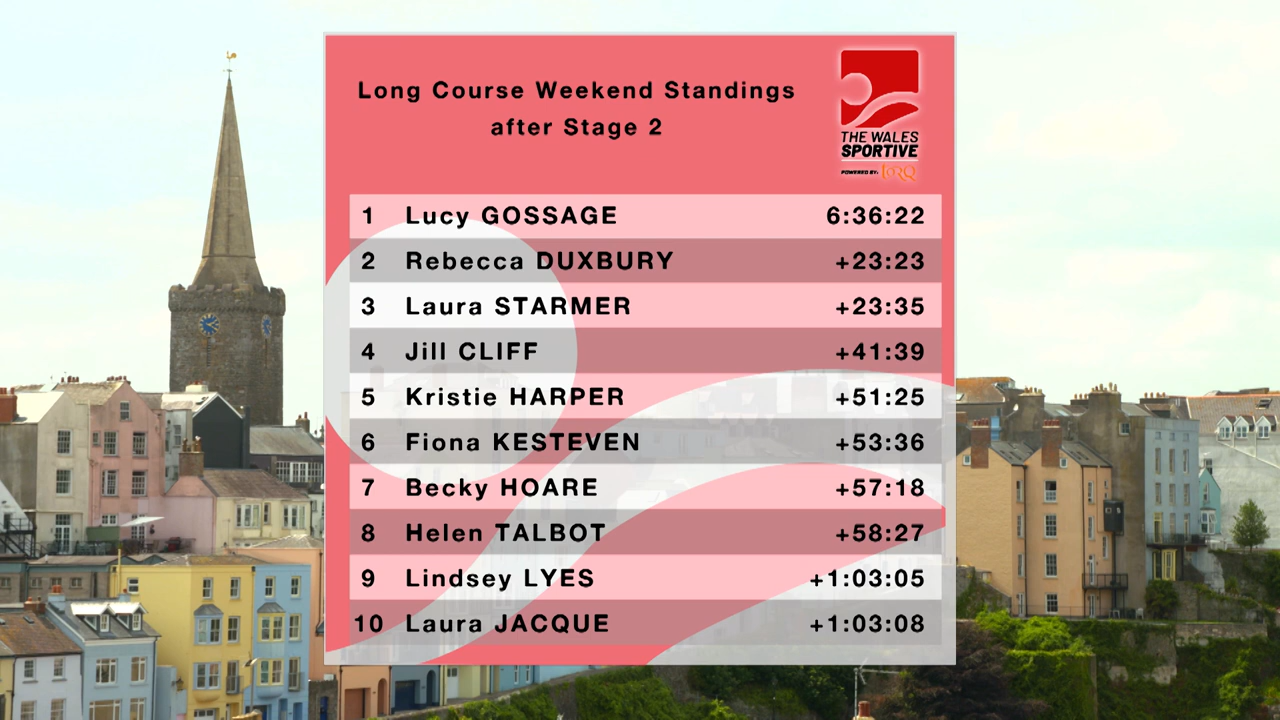 Long Course Weekend Standings
after Stage 2
THE WALES
SPORTIVE
POWERED BY: TORQ
1 Lucy GOSSAGE 6:36:22
2 Rebecca DUXBURY +23:23
3 Laura STARMER +23:35
4 Jill CLIFF +41:39
5 Kristie HARPER +51:25
6 Fiona KESTEVEN +53:36
7 Becky HOARE +57:18
8 Helen TALBOT +58:27
9 Lindsey LYES +1:03:05
10 Laura JACQUE +1:03:08